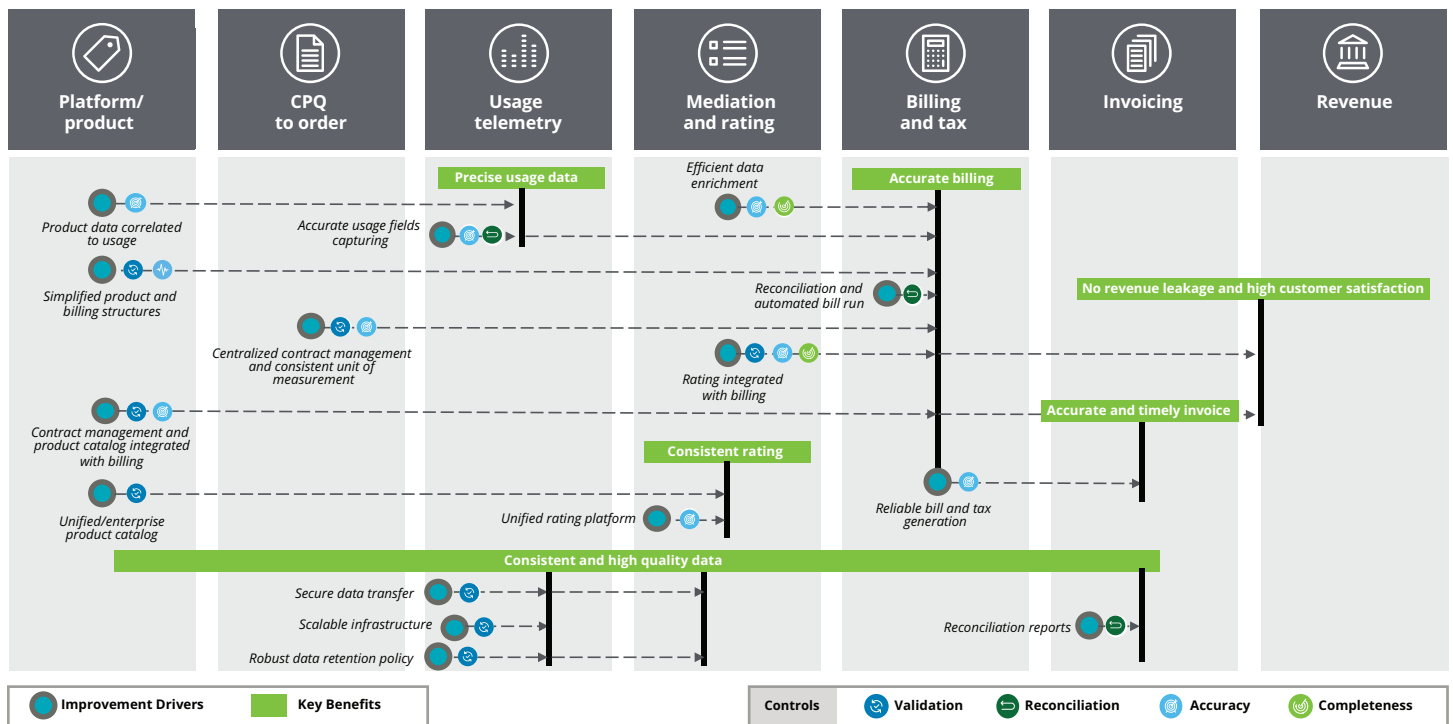 Platform/
product
CPQ
to order
Usage
telemetry
Mediation
and rating
Billing
and tax
Invoicing
Revenue
Precise usage data
Efficient data
enrichment
Accurate billing
Product data correlated
to usage
Accurate usage fields
capturing
Simplified product and
billing structures
Reconciliation and
automated bill run
No revenue leakage and high customer satisfaction
Centralized contract management
and consistent unit of
measurement
Rating integrated
with billing
Contract management and
product catalog integrated
with billing
Accurate and timely invoice
Consistent rating
Unified/enterprise
product catalog
Unified rating platform
Reliable bill and tax
generation
Consistent and high quality data
Secure data transfer
Scalable infrastructure
Robust data retention policy
Reconciliation reports
Improvement Drivers
Key Benefits
Controls
Validation
Reconciliation
Accuracy
Completeness